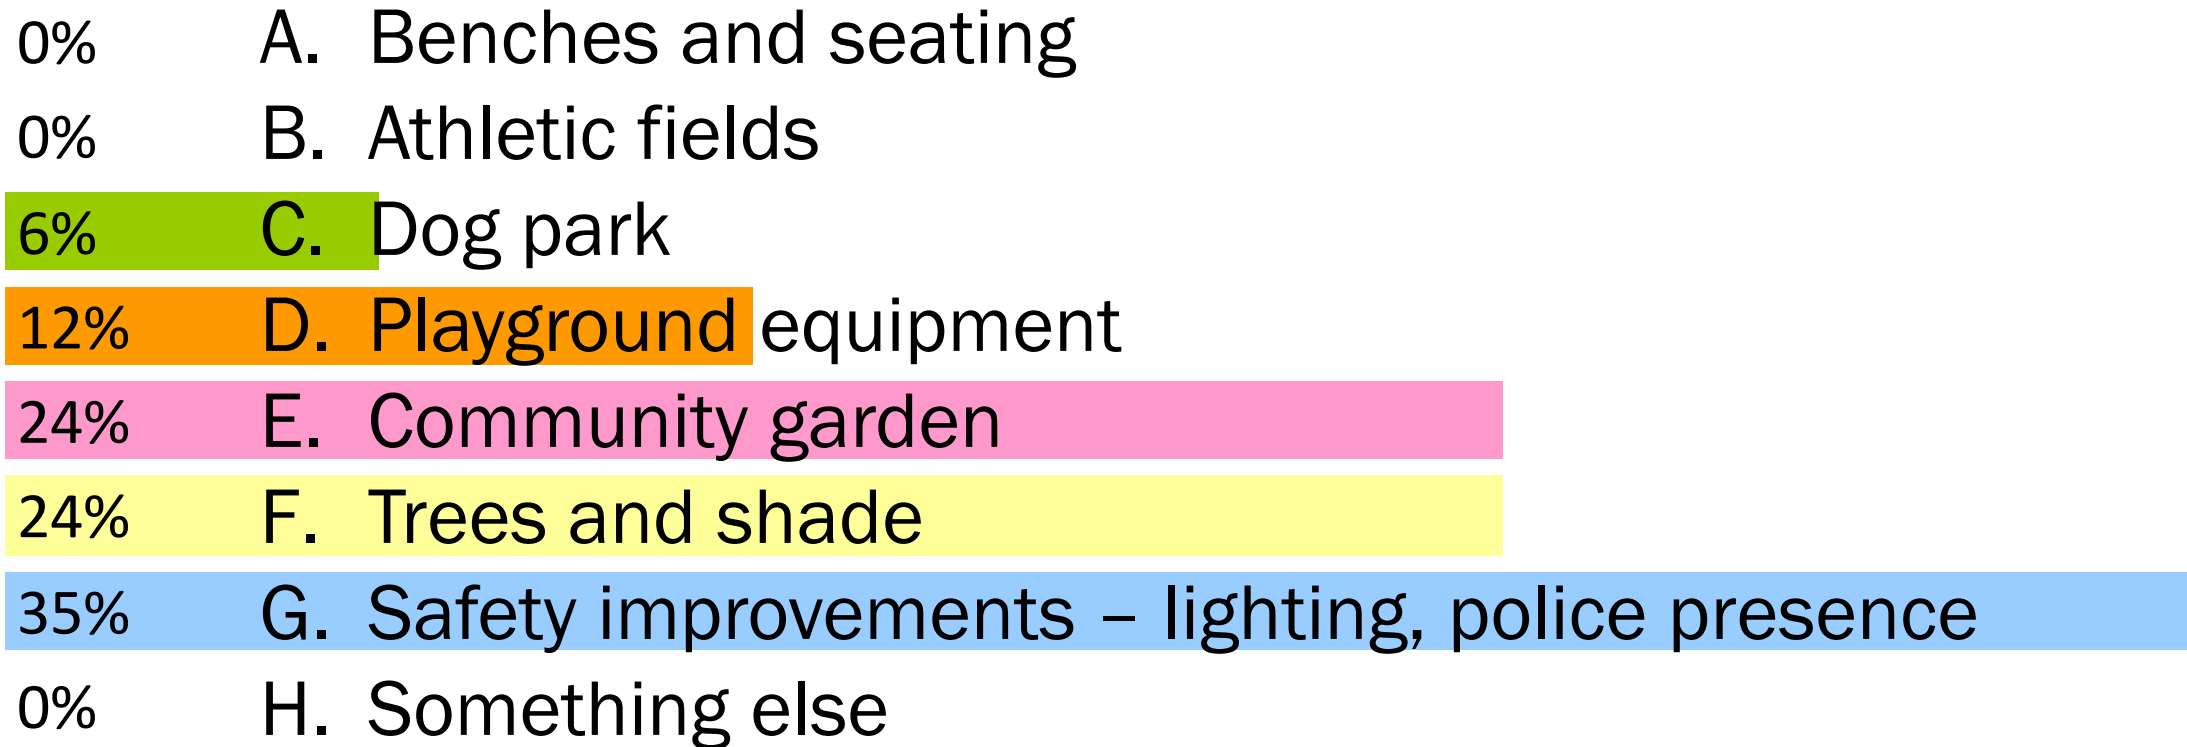 0% A. Benches and seating
0% B. Athletic fields
6% C. Dog park
12% D. Playground equipment
24% E. Community garden
24% F. Trees and shade
35% G. Safety improvements – lighting, police presence
0% H. Something else